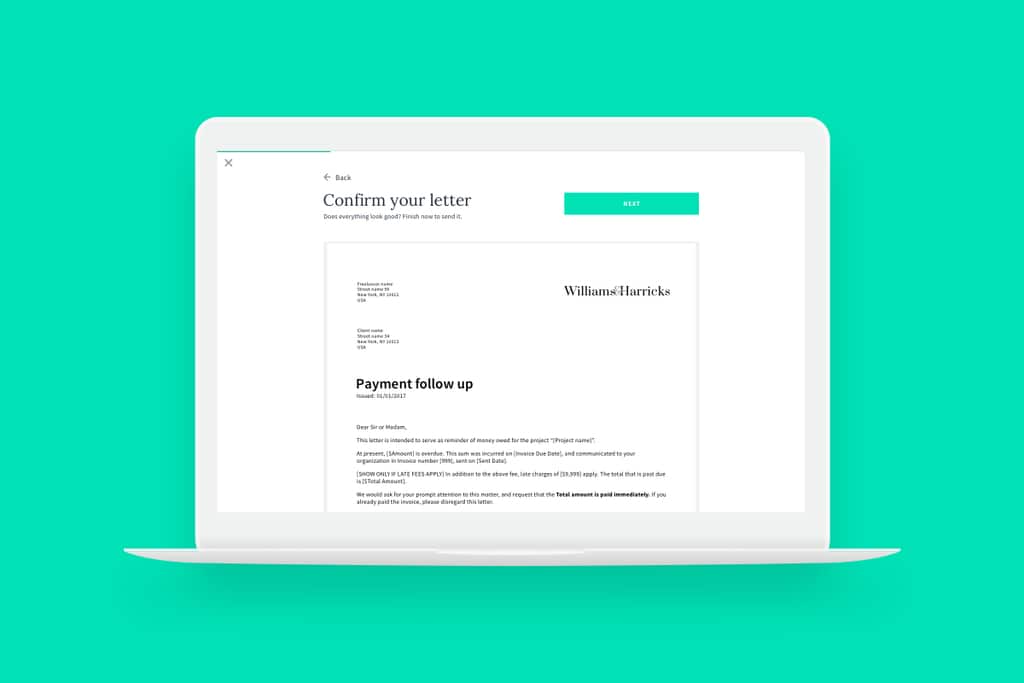 Back
Confirm your letter
NEXT
Does everything look good? Finish now to send it.
Freelancer name
Street name 99
New York, NY 10012
USA
Williams&Harricks
Client name
Street name 34
New York, NY 10013
USA
Payment follow up
Issued: 01/01/2017
Dear Sir or Madam,
This letter is intended to serve as reminder of money owed for the project “[Project name]”.
At present, [$Amount] is overdue. This sum was incurred on [Invoice Due Date], and communicated to your
organization in Invoice number [999], sent on [Sent Date].
[SHOW ONLY IF LATE FEES APPLY] In addition to the above fee, late charges of [$9,999] apply. The total that is past due
is [$Total Amount].
We would ask for your prompt attention to this matter, and request that the Total amount is paid immediately. If you
already paid the invoice, please disregard this letter.